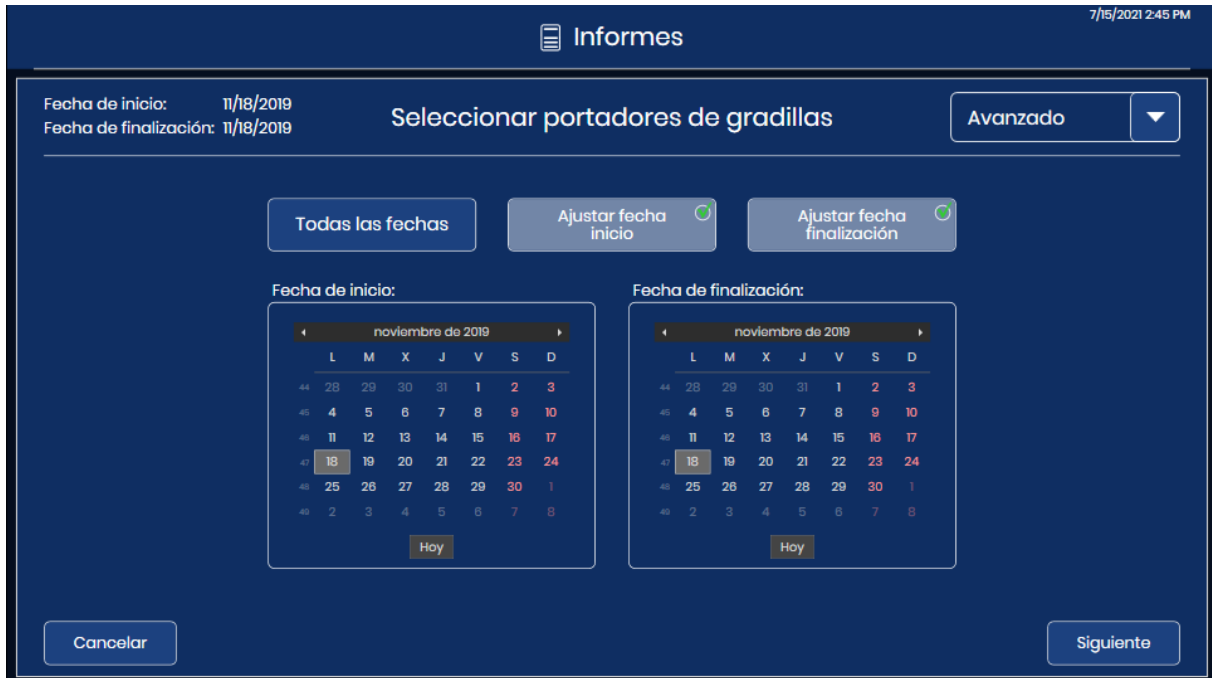 7/15/2021 2:45 PM
Informes
Fecha de inicio: 11/18/2019
Fecha de finalización: 11/18/2019
Seleccionar portadores de gradillas
Avanzado
Todas las fechas
Ajustar fecha
inicio
Ajustar fecha
finalización
Fecha de inicio:
noviembre de 2019
L M X J V S D
44 28 29 30 31 1 2 3
45 4 5 6 7 8 9 10
46 11 12 13 14 15 16 17
47 18 19 20 21 22 23 24
48 25 26 27 28 29 30 1
49 2 3 4 5 6 7 8
Hoy
Fecha de finalización:
noviembre de 2019
L M X J V S D
44 28 29 30 31 1 2 3
45 4 5 6 7 8 9 10
46 11 12 13 14 15 16 17
47 18 19 20 21 22 23 24
48 25 26 27 28 29 30 1
49 2 3 4 5 6 7 8
Hoy
Cancelar
Siguiente